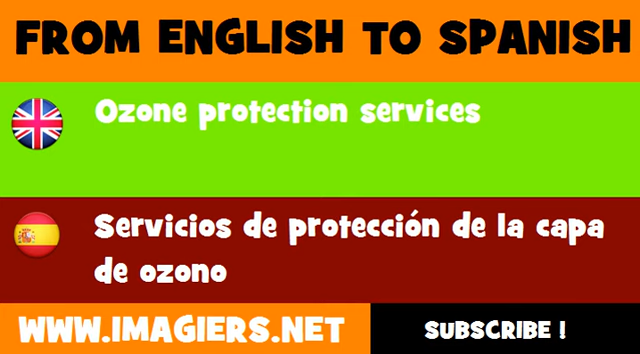 FROM ENGLISH TO SPANISH
Ozone protection services
Servicios de protección de la capa
de ozono
WWW.IMAGIERS.NET
SUBSCRIBE !